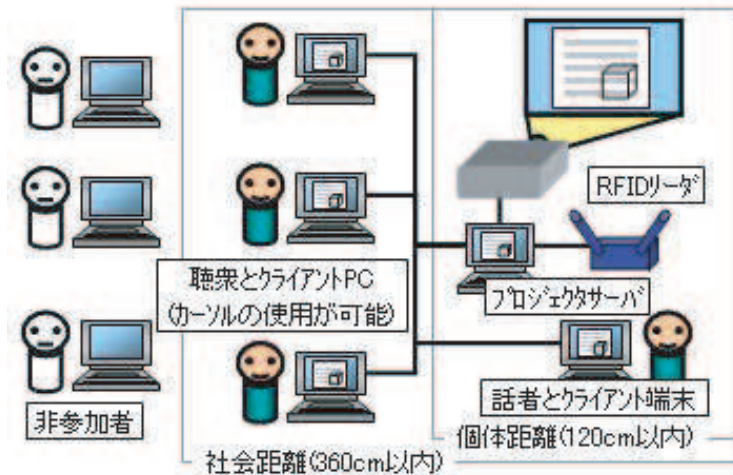 RFIDリーダ
聴衆とクライアントPC
(カーソルの使用が可能)
プロジェクタサーバ
話者とクライアント端末
非参加者
個体距離(120cm以内)
社会距離(360cm以内)